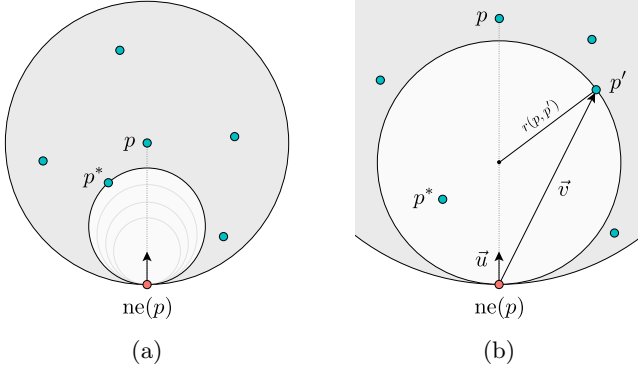 p
p*
ne(p)
(a)
p
p′
r(p, p′)
p*
v⃗
u⃗
ne(p)
(b)